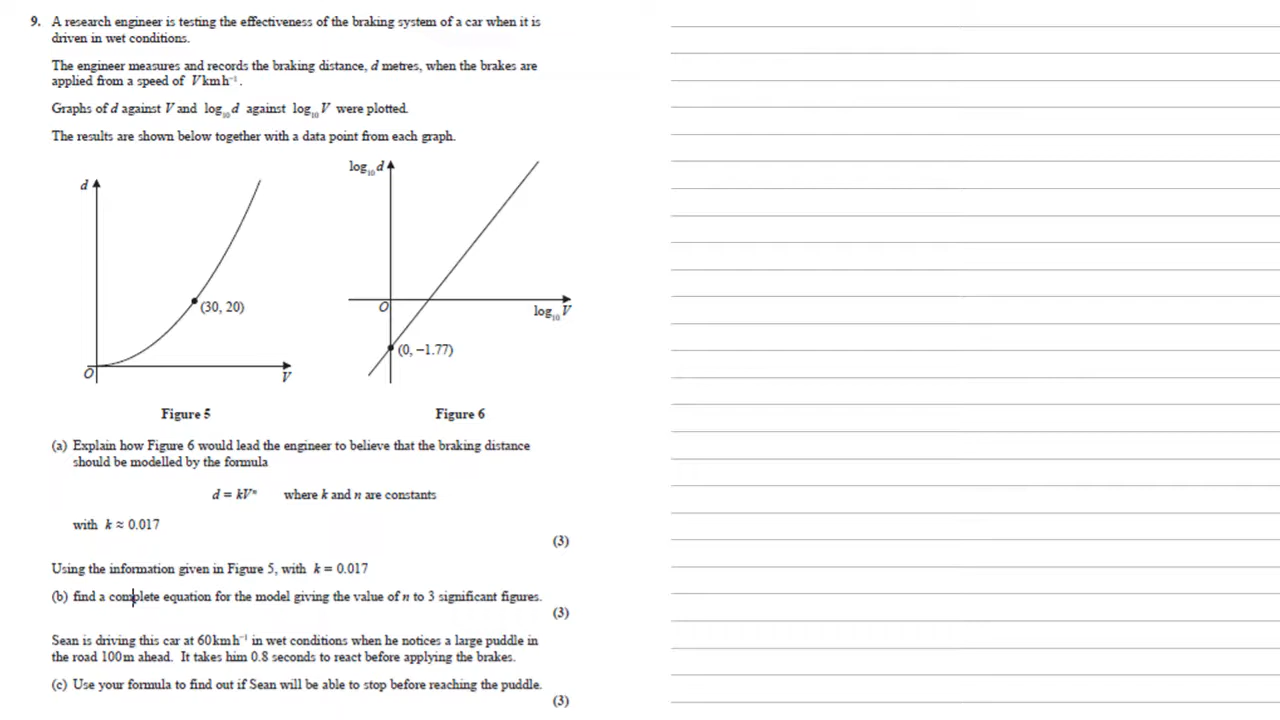 9. A research engineer is testing the effectiveness of the braking system of a car when it is
driven in wet conditions.
The engineer measures and records the braking distance, d metres, when the brakes are
applied from a speed of V km h⁻¹.
Graphs of d against V and log₁₀ d against log₁₀ V were plotted.
The results are shown below together with a data point from each graph.
d
(30, 20)
O
V
Figure 5
log₁₀ d
O
log₁₀ V
(0, −1.77)
Figure 6
(a) Explain how Figure 6 would lead the engineer to believe that the braking distance
should be modelled by the formula
d = kVⁿ where k and n are constants
with k ≈ 0.017
(3)
Using the information given in Figure 5, with k = 0.017
(b) find a complete equation for the model giving the value of n to 3 significant figures.
(3)
Sean is driving this car at 60 km h⁻¹ in wet conditions when he notices a large puddle in
the road 100 m ahead. It takes him 0.8 seconds to react before applying the brakes.
(c) Use your formula to find out if Sean will be able to stop before reaching the puddle.
(3)